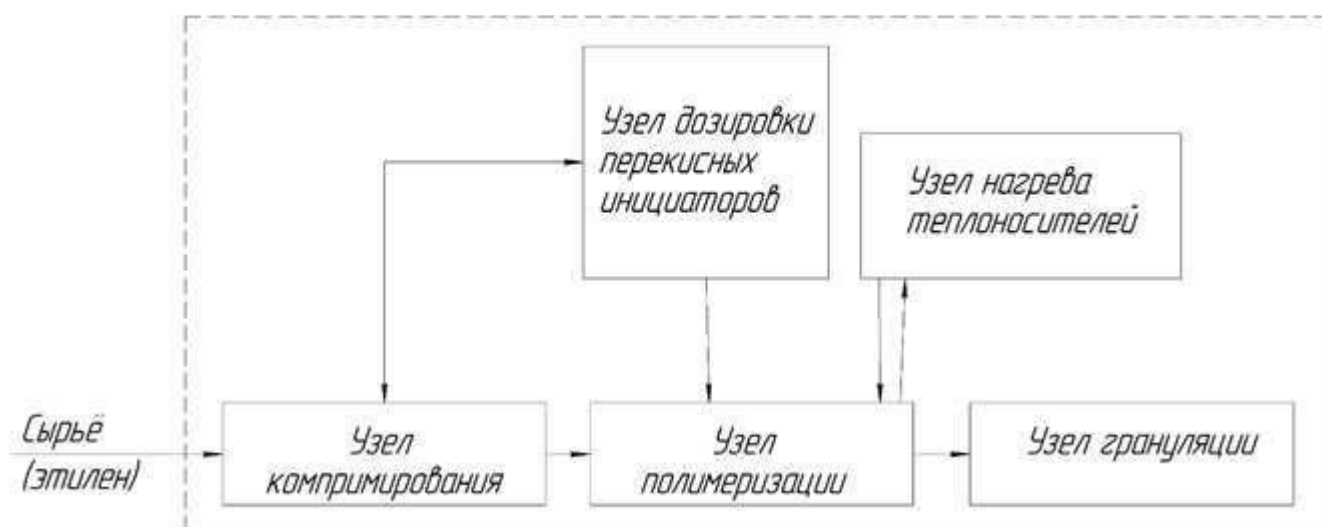 Узел дозировки
перекисных
инициаторов
Узел нагрева
теплоносителей
Сырьё
(этилен)
Узел
компримирования
Узел
полимеризации
Узел грануляции